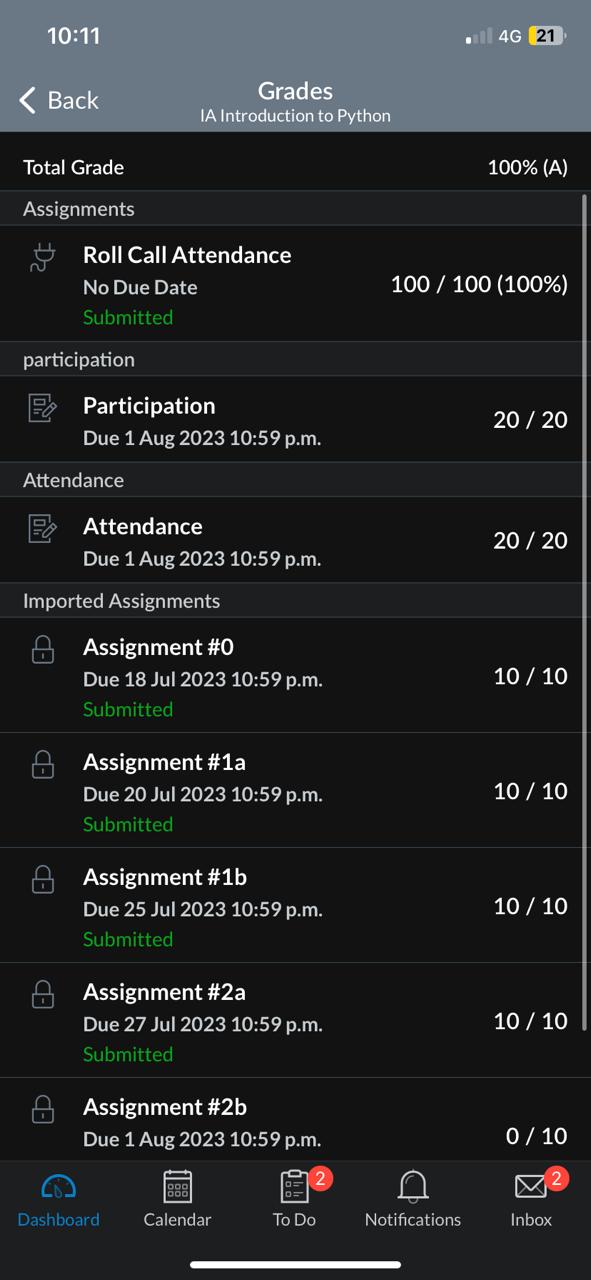 10:11
4G 21
Back
Grades
IA Introduction to Python
Total Grade 100% (A)
Assignments
Roll Call Attendance
No Due Date
100 / 100 (100%)
Submitted
participation
Participation
20 / 20
Due 1 Aug 2023 10:59 p.m.
Attendance
Attendance
20 / 20
Due 1 Aug 2023 10:59 p.m.
Imported Assignments
Assignment #0
Due 18 Jul 2023 10:59 p.m.
10 / 10
Submitted
Assignment #1a
Due 20 Jul 2023 10:59 p.m.
10 / 10
Submitted
Assignment #1b
Due 25 Jul 2023 10:59 p.m.
10 / 10
Submitted
Assignment #2a
Due 27 Jul 2023 10:59 p.m.
10 / 10
Submitted
Assignment #2b
Due 1 Aug 2023 10:59 p.m.
0 / 10
2 2
Dashboard Calendar To Do Notifications Inbox